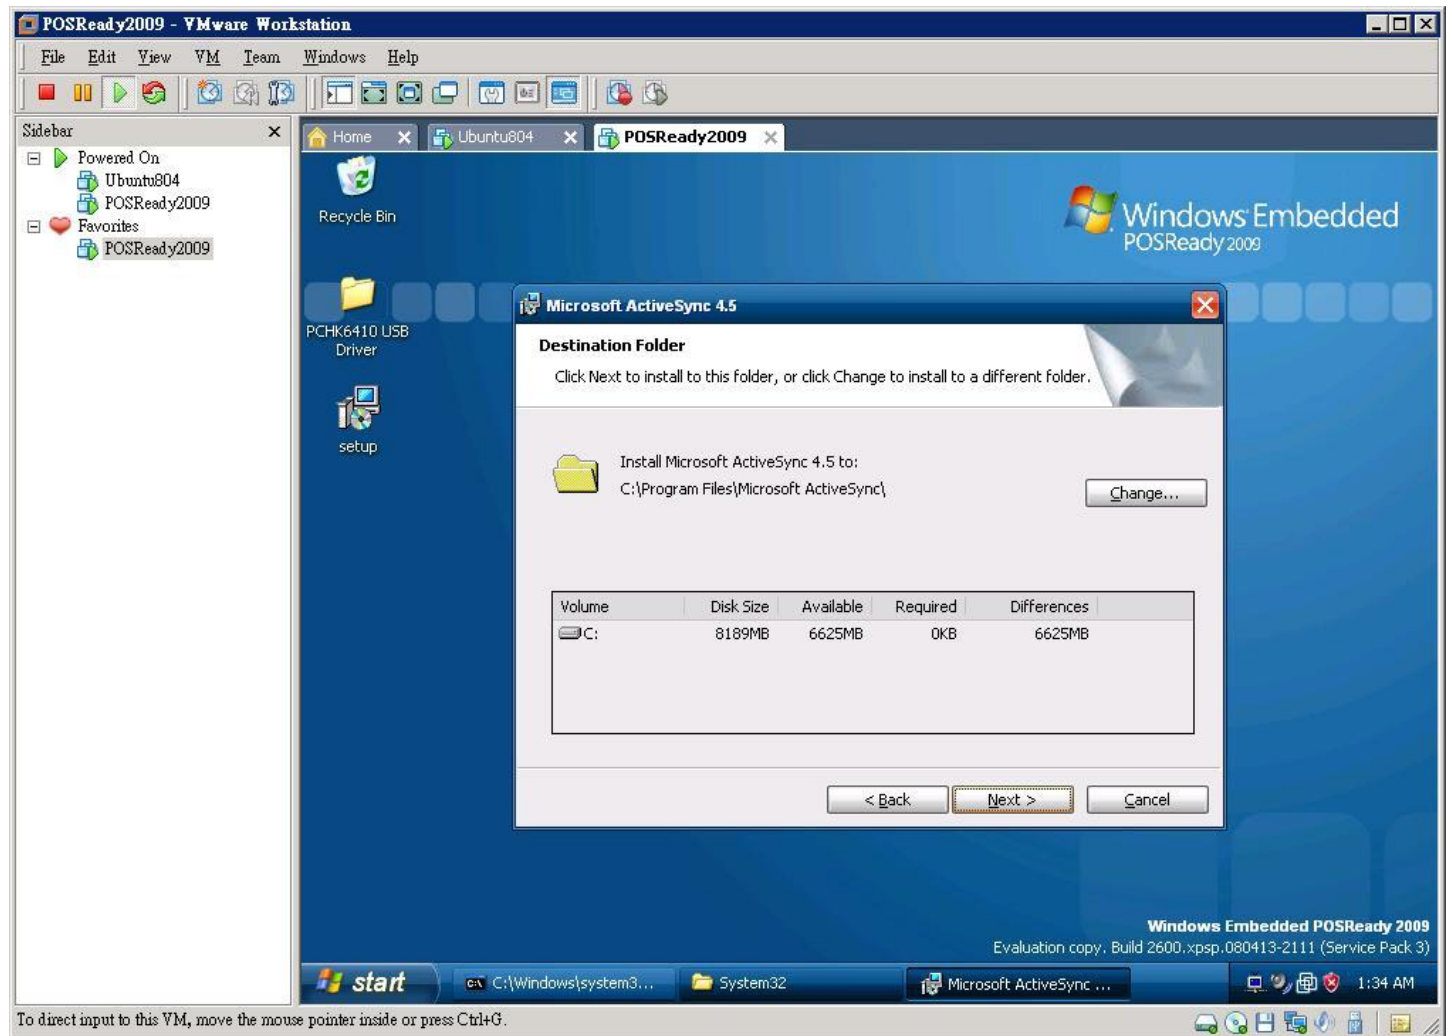 POSReady2009 - VMware Workstation
File Edit View VM Team Windows Help
Sidebar
Powered On
Ubuntu804
POSReady2009
Favorites
POSReady2009
Home
Ubuntu804
POSReady2009
Recycle Bin
PCHK6410 USB
Driver
setup
Windows Embedded
POSReady 2009
Microsoft ActiveSync 4.5
Destination Folder
Click Next to install to this folder, or click Change to install to a different folder.
Install Microsoft ActiveSync 4.5 to:
C:\Program Files\Microsoft ActiveSync\
Change...
Volume Disk Size Available Required Differences
C: 8189MB 6625MB 0KB 6625MB
< Back Next > Cancel
Windows Embedded POSReady 2009
Evaluation copy. Build 2600.xpsp.080413-2111 (Service Pack 3)
start C:\Windows\system3... System32 Microsoft ActiveSync ... 1:34 AM
To direct input to this VM, move the mouse pointer inside or press Ctrl+G.